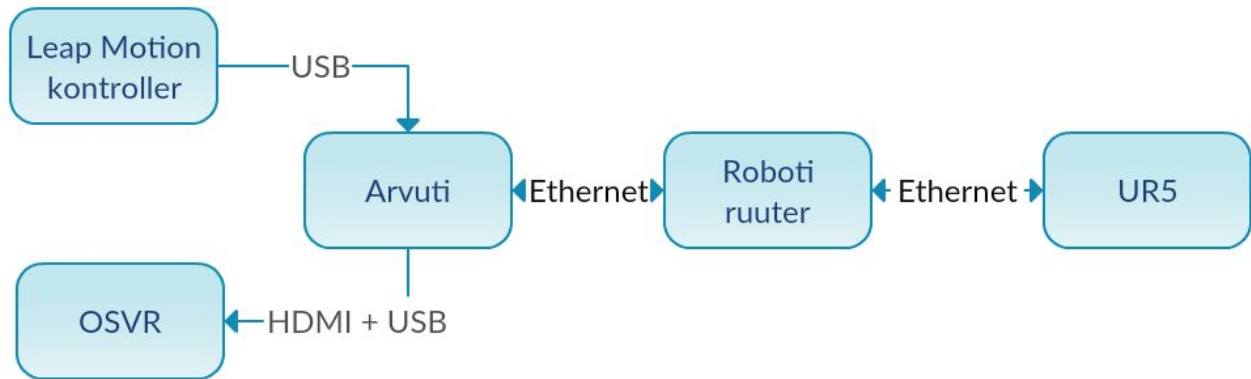 Leap Motion
kontroller
USB
Arvuti
Ethernet
Roboti
ruuter
Ethernet
UR5
OSVR
HDMI + USB